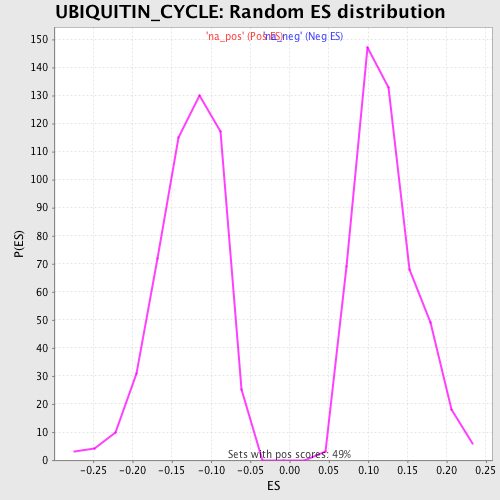 UBIQUITIN_CYCLE: Random ES distribution
'na_pos' (Pos ES)
'na_neg' (Neg ES)
150
140
130
120
110
100
90
80
70
60
50
40
30
20
10
0
P(ES)
Sets with pos scores: 49%
-0.25 -0.20 -0.15 -0.10 -0.05 0.00 0.05 0.10 0.15 0.20 0.25
ES